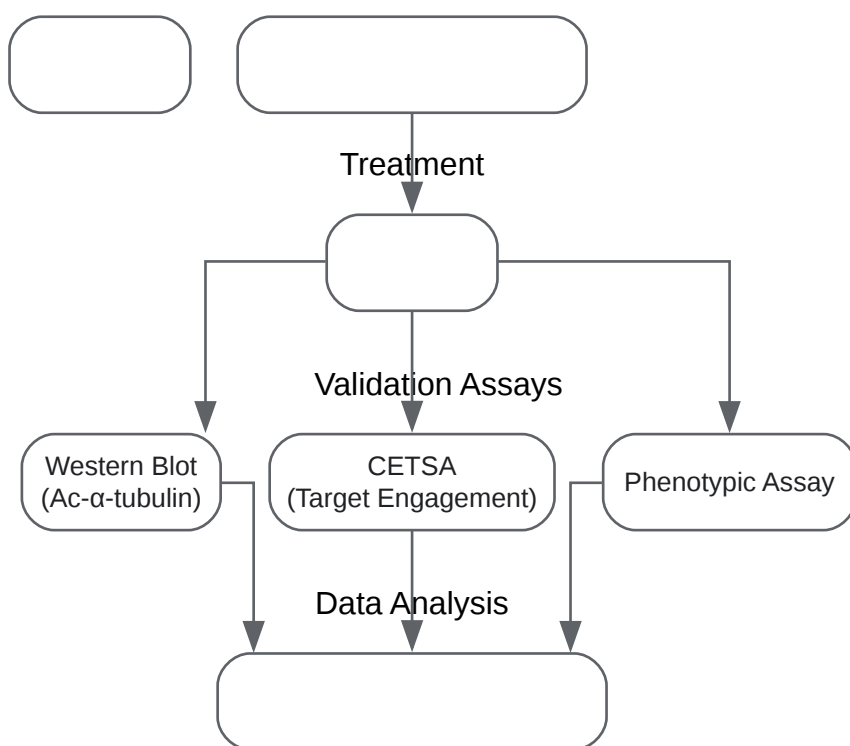 Treatment
Validation Assays
Western Blot
(Ac-α-tubulin)
CETSA
(Target Engagement)
Phenotypic Assay
Data Analysis